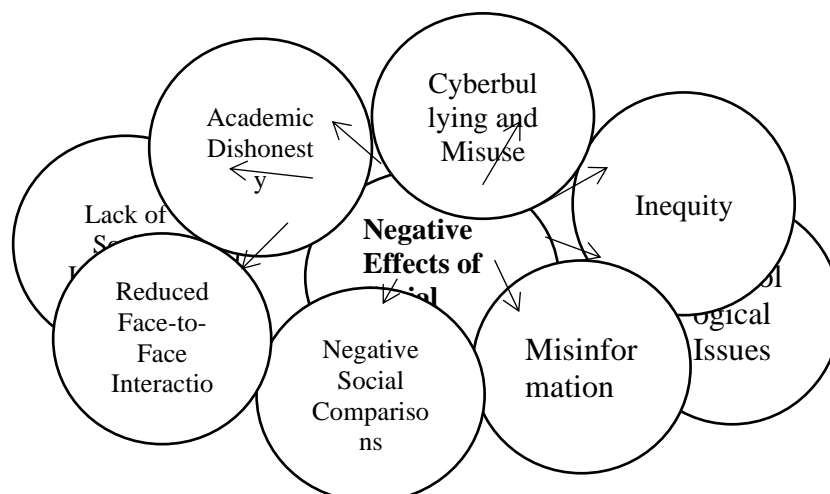 Cyberbul
lying and
Misuse
Academic
Dishonest
y
Inequity
Lack of
Negative
Effects of
Reduced
Face-to-
Face
Interactio
Negative
Social
Compariso
ns
Misinfor
mation
ogical
Issues